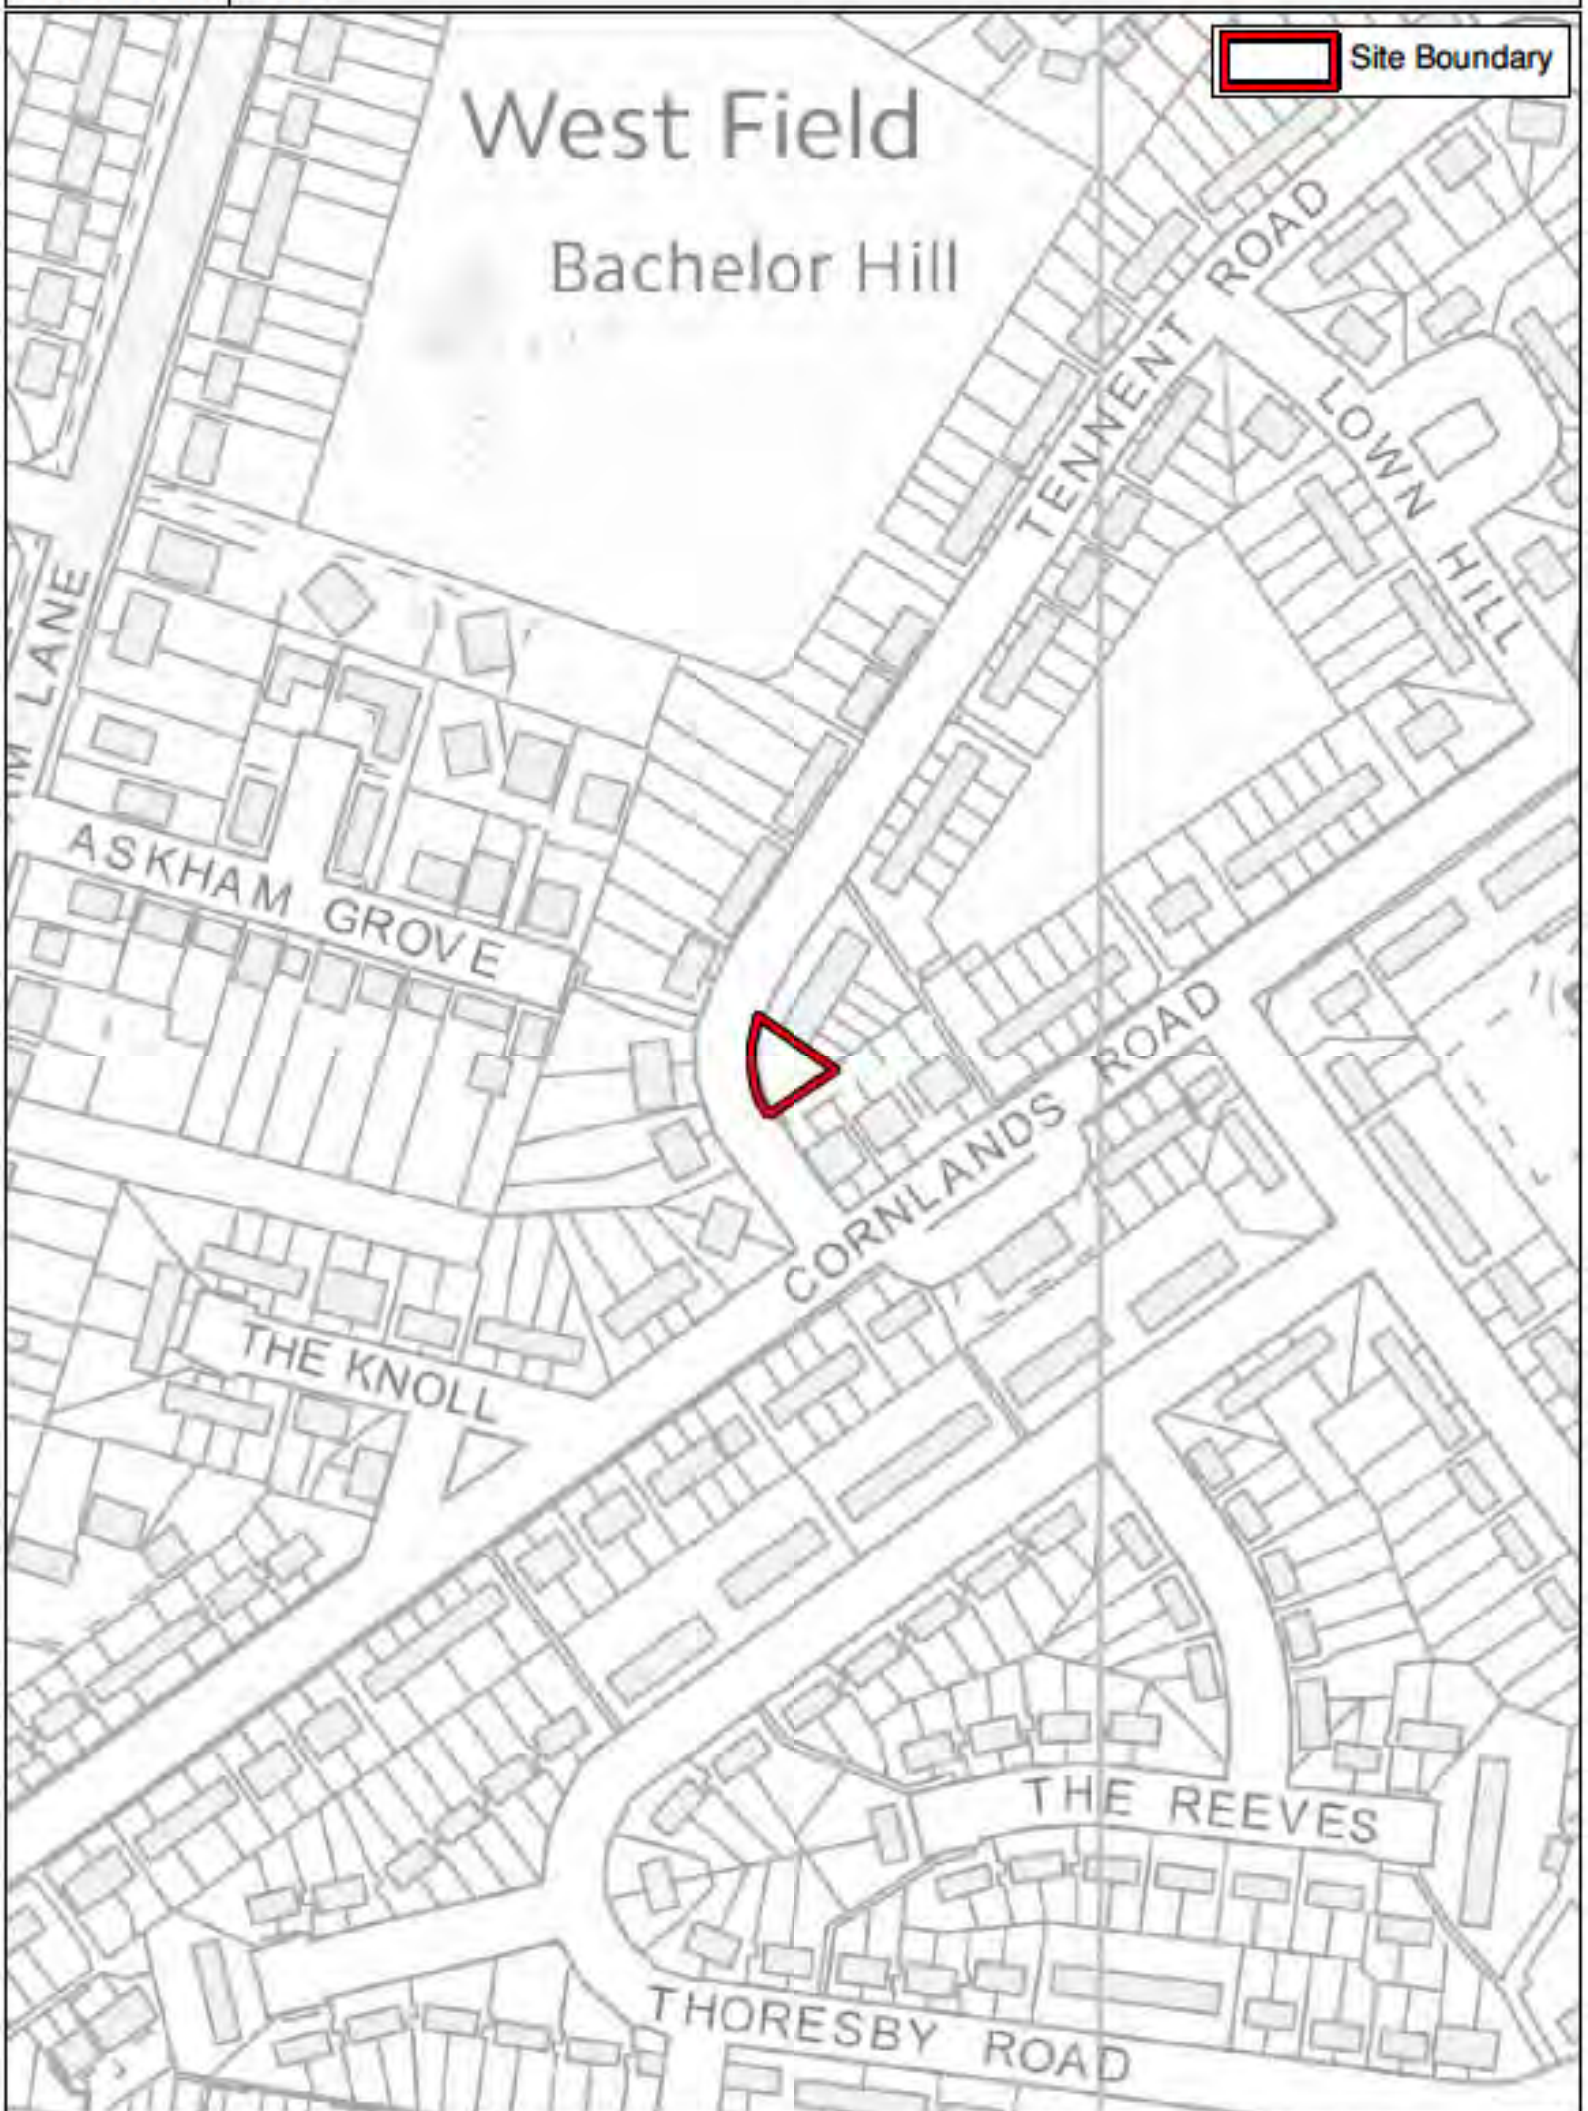 Site Boundary
West Field
Bachelor Hill
TENNENT ROAD
LOWN HILL
LANE
ASKHAM GROVE
CORNLANDS ROAD
THE KNOLL
THE REEVES
THORESBY ROAD